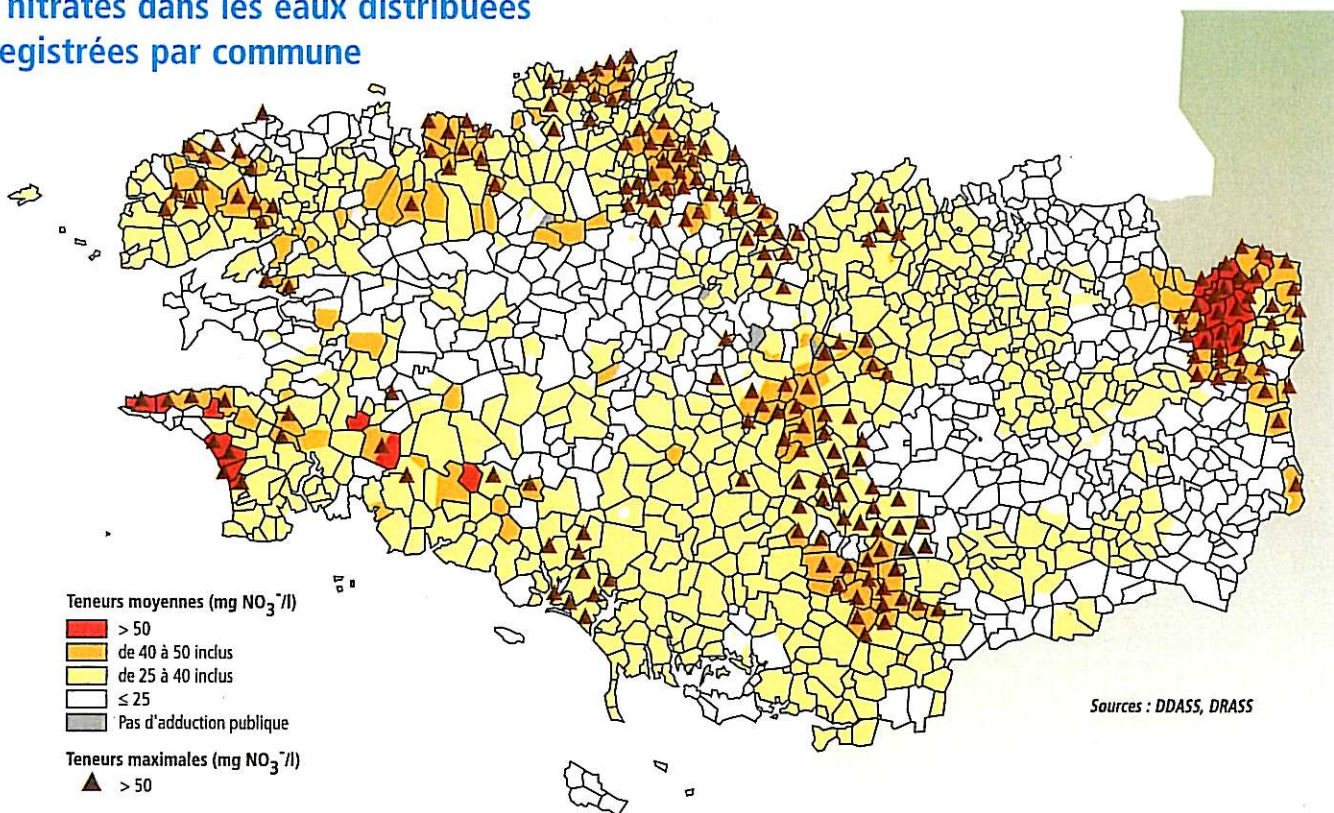 nitrates dans les eaux distribuées
egistrées par commune
Teneurs moyennes (mg NO₃⁻/l)
> 50
de 40 à 50 inclus
de 25 à 40 inclus
≤ 25
Pas d'adduction publique
Teneurs maximales (mg NO₃⁻/l)
> 50
Sources : DDASS, DRASS